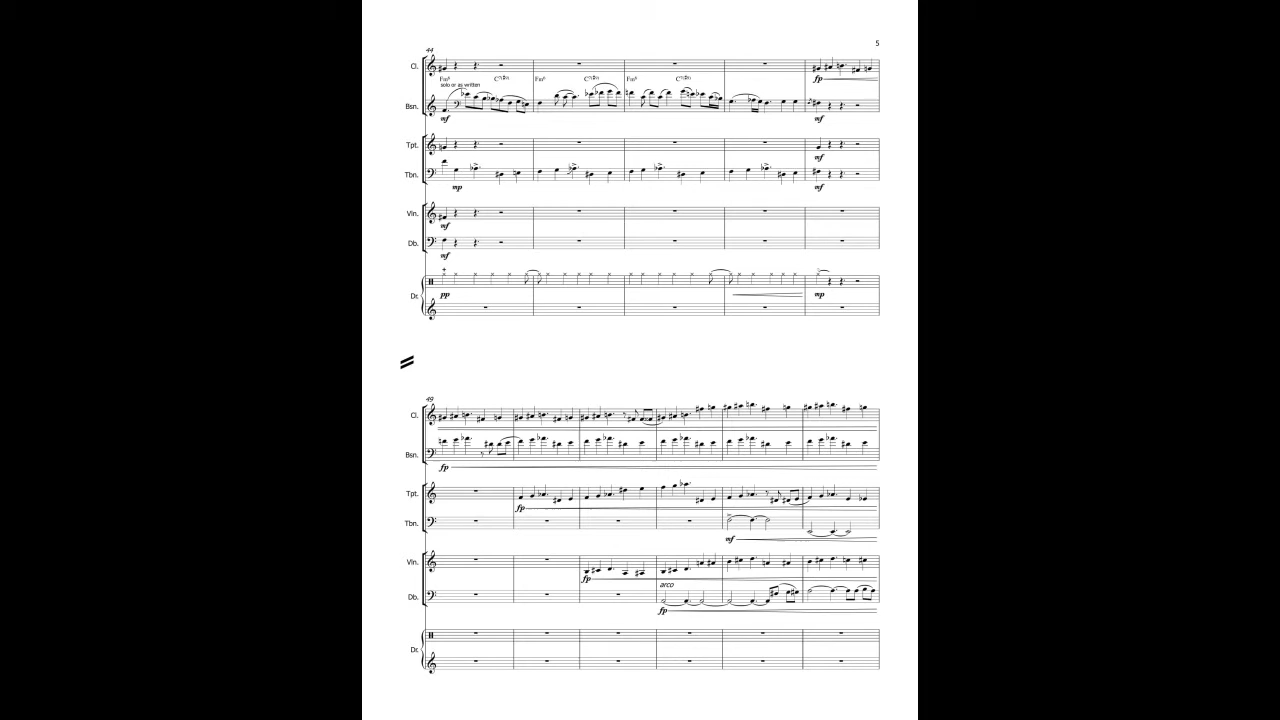 5
44
Cl.
fp
Fm⁶ C⁷(♯⁹) Fm⁶ C⁷(♯⁹) Fm⁶ C⁷(♯⁹)
solo or as written
Bsn.
mf mf
Tpt.
mf
Tbn.
mp mf
Vln.
mf
Db.
mf
Dr.
pp mp
49
Cl.
Bsn.
fp
Tpt.
fp
Tbn.
mf
Vln.
fp
arco
Db.
fp
Dr.